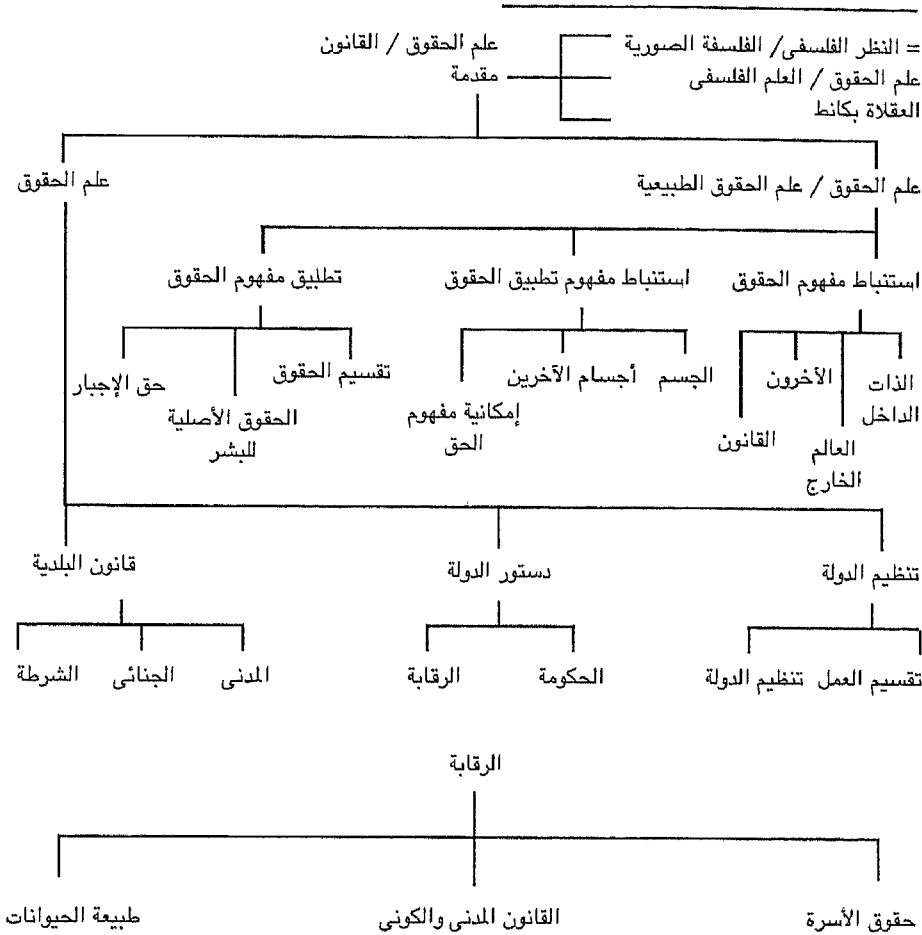 علم الحقوق / القانون
مقدمة
= النظر الفلسفى/ الفلسفة الصورية
علم الحقوق / العلم الفلسفى
العقلاة بكانط
علم الحقوق / علم الحقوق الطبيعية
علم الحقوق
استنباط مفهوم الحقوق
استنباط مفهوم تطبيق الحقوق
تطليق مفهوم الحقوق
الذات
الداخل
العالم
الخارج
الآخرون
القانون
الجسم
أجسام الآخرين
إمكانية مفهوم
الحق
تقسيم الحقوق
الحقوق الأصلية
للبشر
حق الإجبار
تنظيم الدولة
دستور الدولة
قانون البلدية
تقسيم العمل
تنظيم الدولة
الحكومة
الرقابة
المدنى
الجنائى
الشرطة
الرقابة
حقوق الأسرة
القانون المدنى والكونى
طبيعة الحيوانات